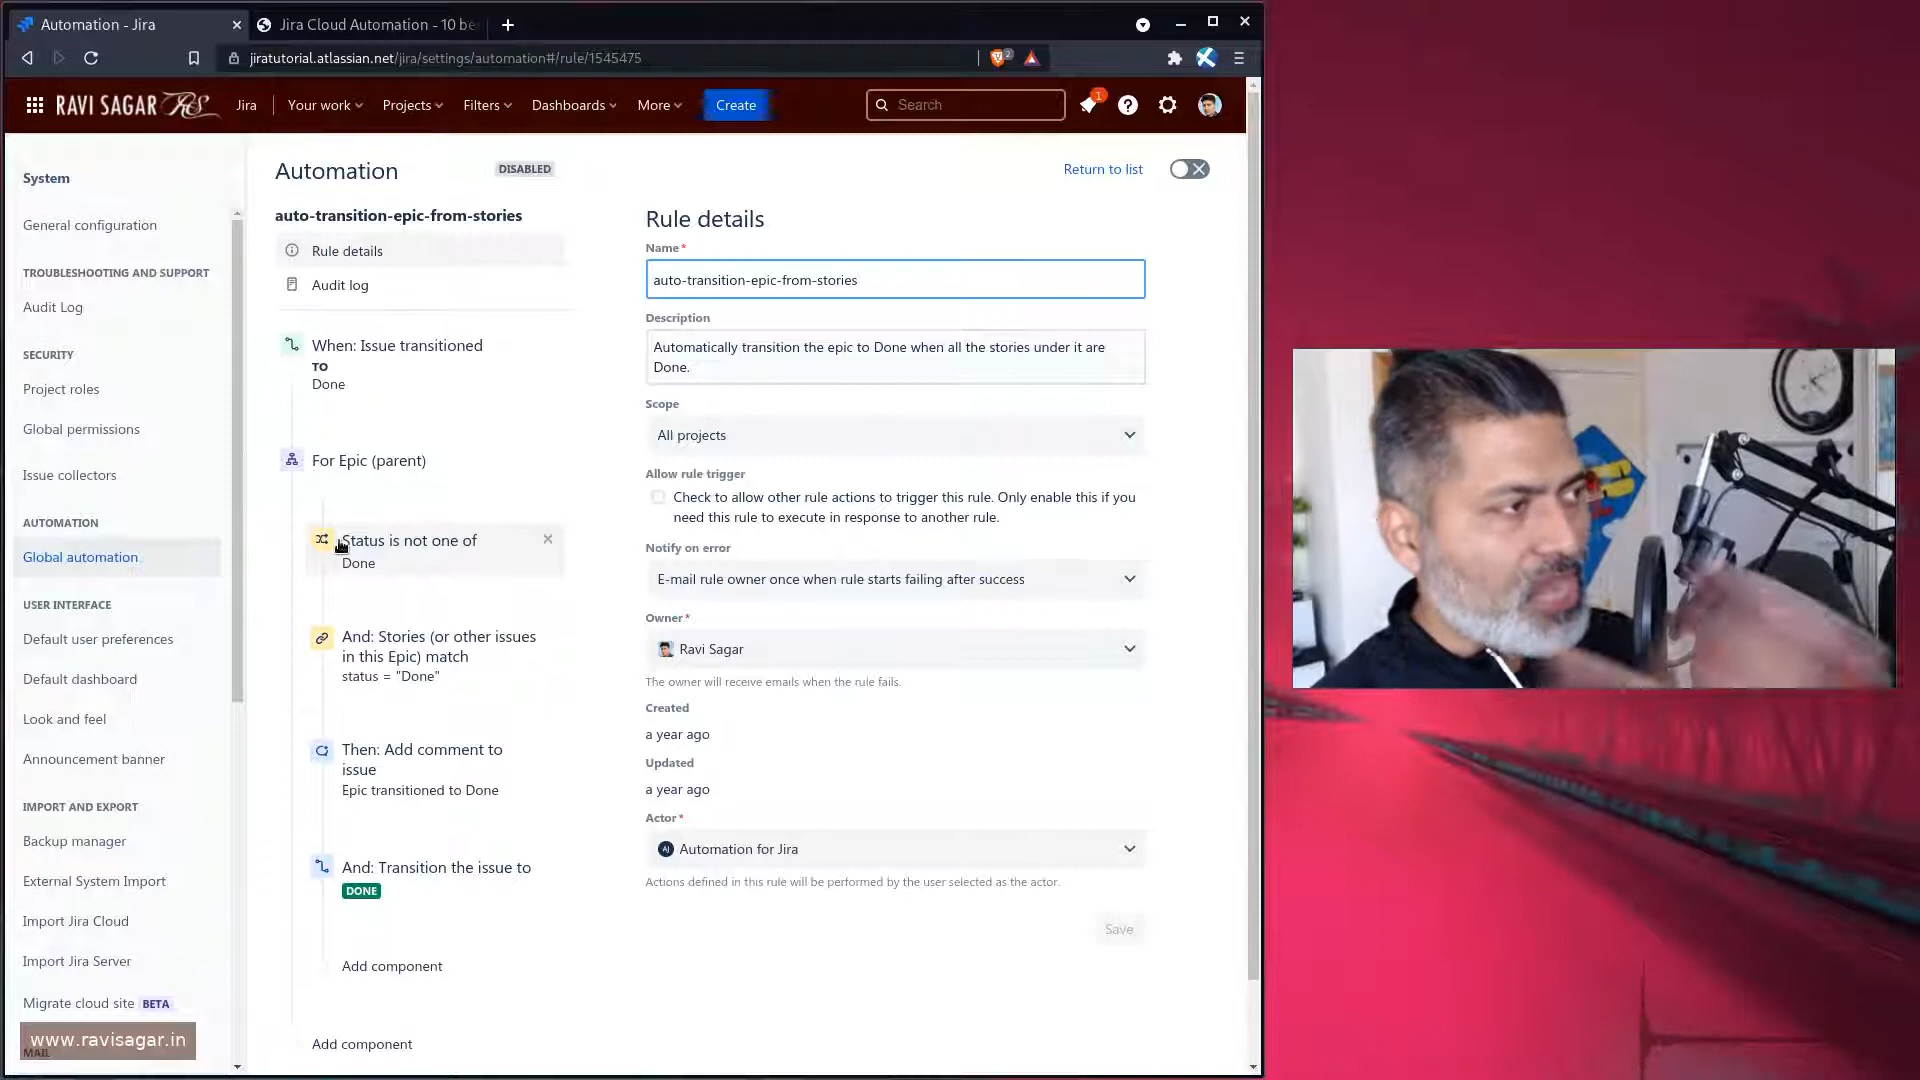 Automation - Jira
Jira Cloud Automation - 10 be
jiratutorial.atlassian.net/jira/settings/automation#/rule/1545475
2
RAVI SAGAR
Jira
Your work
Projects
Filters
Dashboards
More
Create
Search
1
System
General configuration
TROUBLESHOOTING AND SUPPORT
Audit Log
SECURITY
Project roles
Global permissions
Issue collectors
AUTOMATION
Global automation
USER INTERFACE
Default user preferences
Default dashboard
Look and feel
Announcement banner
IMPORT AND EXPORT
Backup manager
External System Import
Import Jira Cloud
Import Jira Server
Migrate cloud site BETA
www.ravisagar.in
MAIL
Automation
DISABLED
Return to list
auto-transition-epic-from-stories
Rule details
Audit log
When: Issue transitioned
TO
Done
For Epic (parent)
Status is not one of
Done
And: Stories (or other issues
in this Epic) match
status = "Done"
Then: Add comment to
issue
Epic transitioned to Done
And: Transition the issue to
DONE
Add component
Add component
Rule details
Name*
auto-transition-epic-from-stories
Description
Automatically transition the epic to Done when all the stories under it are
Done.
Scope
All projects
Allow rule trigger
Check to allow other rule actions to trigger this rule. Only enable this if you
need this rule to execute in response to another rule.
Notify on error
E-mail rule owner once when rule starts failing after success
Owner*
Ravi Sagar
The owner will receive emails when the rule fails.
Created
a year ago
Updated
a year ago
Actor*
Automation for Jira
Actions defined in this rule will be performed by the user selected as the actor.
Save